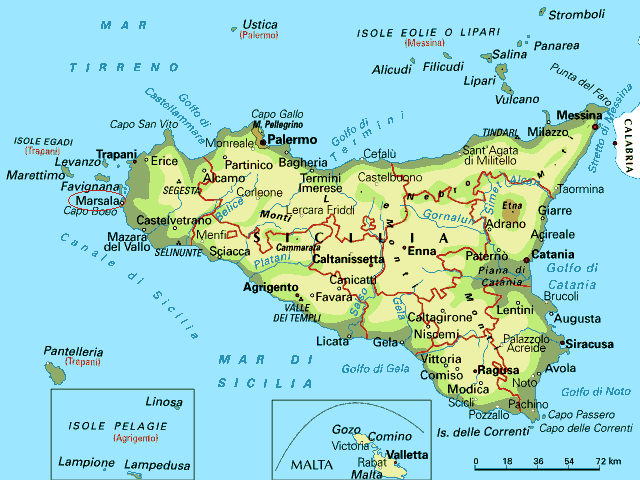 Stromboli
MAR
Ustica
(Palermo)
ISOLE EOLIE O LIPARI
(Messina)
Panarea
Salina
TIRRENO
Alicudi
Filicudi
Lipari
Punta del Faro
Vulcano
Golfo di
Castellammare
Capo Gallo
M. Pellegrino
Messina
Stretto di Messina
CALABRIA
Capo San Vito
Golfo di
Termini
TINDARI
Milazzo
ISOLE EGADI
(Trapani)
Monreale
Palermo
Trapani
Erice
Partinico
Bagheria
Cefalù
Sant'Agata
di Militello
Levanzo
Marettimo
Alcamo
Termini
Imerese
Castelbuono
Favignana
SEGESTA
Corleone
Nebrodi
Simeto
Alcantara
Taormina
Marsala
Capo Boeo
Belice
Lercara Friddi
Gornalunga
Etna
Giarre
Castelvetrano
Monti
Adrano
Acireale
Mazara
del Vallo
Menfi
SICILIA
SELINUNTE
Sciacca
Cammarata
Enna
Paternò
Catania
Platani
Caltanissetta
Piana di
Catania
Golfo di
Catania
Canale di Sicilia
Agrigento
Canicatti
Brucoli
Favara
Salso
Gela
Monti
Lentini
VALLE
DEI TEMPLI
Caltagirone
Augusta
Niscemi
Licata
Gela
Palazzolo
Acreide
Siracusa
Pantelleria
(Trapani)
MAR DI
SICILIA
Golfo di Gela
Vittoria
Comiso
Ragusa
Avola
Modica
Noto
Golfo di Noto
Scicli
Pozzallo
Pachino
Capo Passero
Capo delle Correnti
Is. delle Correnti
Linosa
ISOLE PELAGIE
(Agrigento)
Lampione
Lampedusa
Gozo
Comino
Victoria
Valletta
Rabat
MALTA
Malta
0 18 36 54 72 km